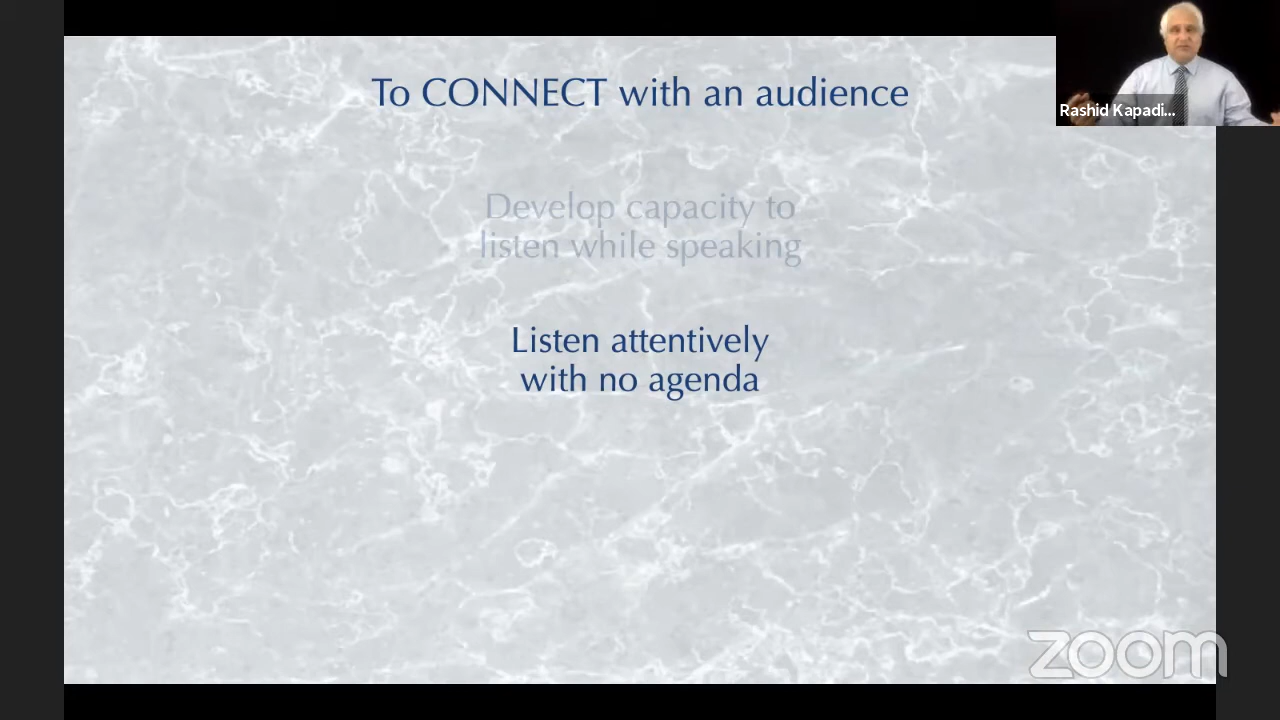 To CONNECT with an audience
Rashid Kapadi...
Develop capacity to
listen while speaking
Listen attentively
with no agenda
zoom